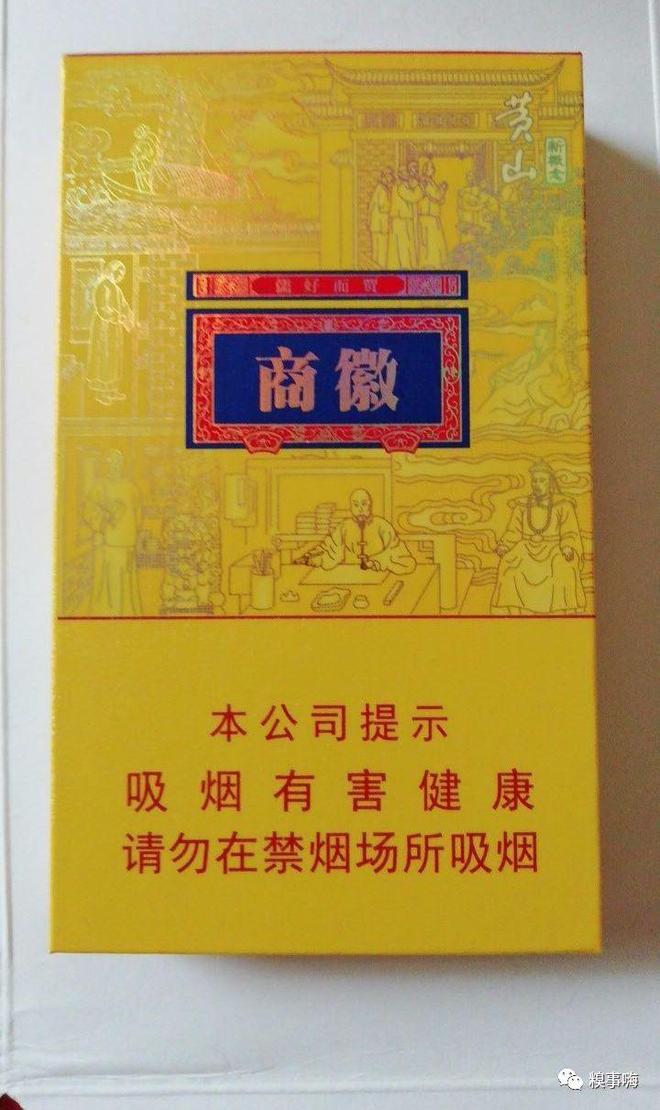 黄山
新概念
儒好而贾
商徽
本公司提示
吸烟有害健康
请勿在禁烟场所吸烟
糗事嗨